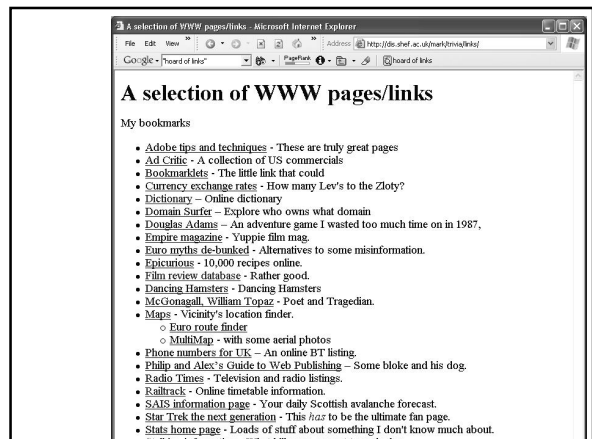 A selection of WWW pages/links - Microsoft Internet Explorer
File Edit View » » Address http://dis.shef.ac.uk/mark/trivia/links/
Google "hoard of links" PageRank hoard of links
A selection of WWW pages/links
My bookmarks
• Adobe tips and techniques - These are truly great pages
• Ad Critic - A collection of US commercials
• Bookmarklets - The little link that could
• Currency exchange rates - How many Lev's to the Zloty?
• Dictionary – Online dictionary
• Domain Surfer – Explore who owns what domain
• Douglas Adams – An adventure game I wasted too much time on in 1987,
• Empire magazine - Yuppie film mag.
• Euro myths de-bunked - Alternatives to some misinformation.
• Epicurious - 10,000 recipes online.
• Film review database - Rather good.
• Dancing Hamsters - Dancing Hamsters
• McGonagall, William Topaz - Poet and Tragedian.
• Maps - Vicinity's location finder.
○ Euro route finder
○ MultiMap - with some aerial photos
• Phone numbers for UK – An online BT listing.
• Philip and Alex's Guide to Web Publishing – Some bloke and his dog.
• Radio Times - Television and radio listings.
• Railtrack - Online timetable information.
• SAIS information page - Your daily Scottish avalanche forecast.
• Star Trek the next generation - This has to be the ultimate fan page.
• Stats home page - Loads of stuff about something I don't know much about.